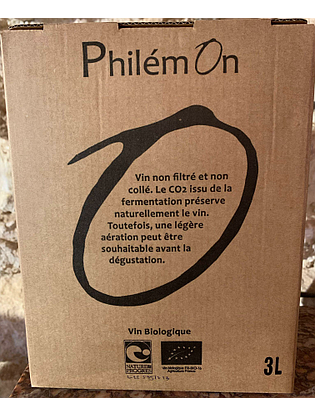 PhilémOn
Vin non filtré et non
collé. Le CO2 issu de la
fermentation préserve
naturellement le vin.
Toutefois, une légère
aération peut être
souhaitable avant la
dégustation.
Vin Biologique
NATURE &
PROGRES
3L